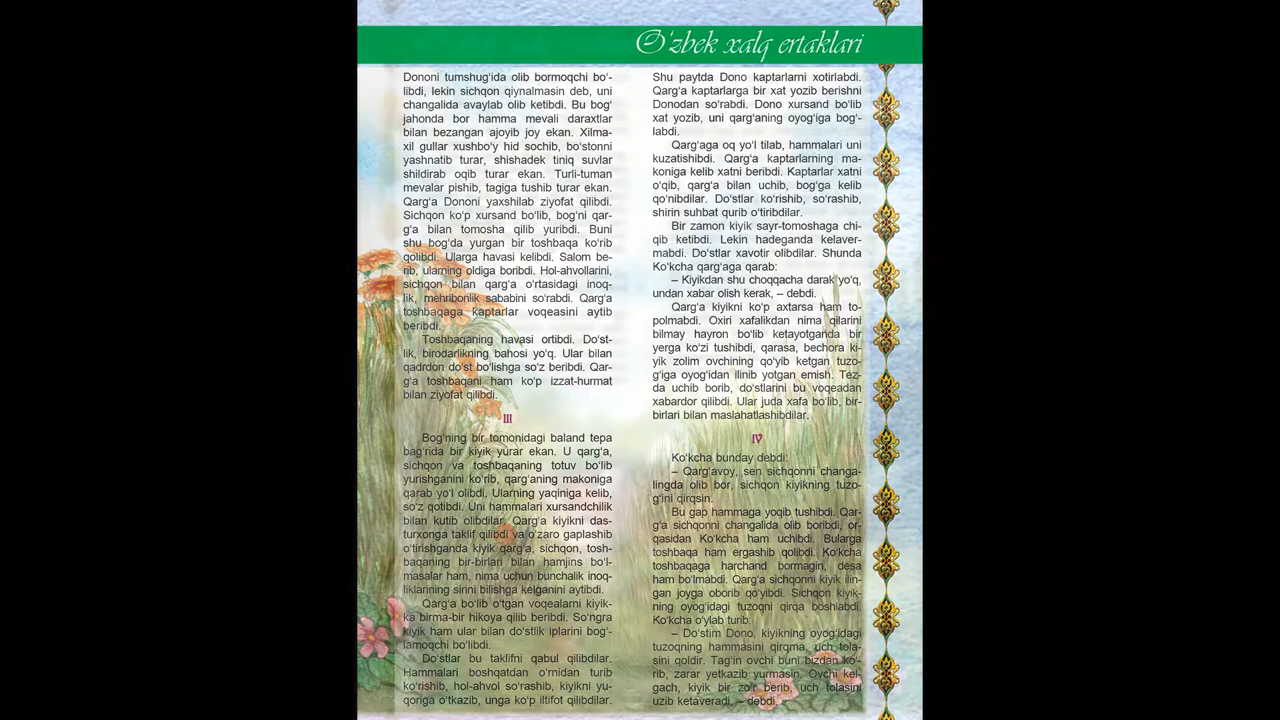 O‘zbek xalq ertaklari
Dononi tumshug‘ida olib bormoqchi bo‘-
libdi, lekin sichqon qiynalmasin deb, uni
changalida avaylab olib ketibdi. Bu bog‘
jahonda bor hamma mevali daraxtlar
bilan bezangan ajoyib joy ekan. Xilma-
xil gullar xushbo‘y hid sochib, bo‘stonni
yashnatib turar, shishadek tiniq suvlar
shildirab oqib turar ekan. Turli-tuman
mevalar pishib, tagiga tushib turar ekan.
Qarg‘a Dononi yaxshilab ziyofat qilibdi.
Sichqon ko‘p xursand bo‘lib, bog‘ni qar-
g‘a bilan tomosha qilib yuribdi. Buni
shu bog‘da yurgan bir toshbaqa ko‘rib
qolibdi. Ularga havasi kelibdi. Salom be-
rib, ularning oldiga boribdi. Hol-ahvollarini,
sichqon bilan qarg‘a o‘rtasidagi inoq-
lik, mehribonlik sababini so‘rabdi. Qarg‘a
toshbaqaga kaptarlar voqeasini aytib
beribdi.
Toshbaqaning havasi ortibdi. Do‘st-
lik, birodarlikning bahosi yo‘q. Ular bilan
qadrdon do‘st bo‘lishga so‘z beribdi. Qar-
g‘a toshbaqani ham ko‘p izzat-hurmat
bilan ziyofat qilibdi.
III
Bog‘ning bir tomonidagi baland tepa
bag‘rida bir kiyik yurar ekan. U qarg‘a,
sichqon va toshbaqaning totuv bo‘lib
yurishganini ko‘rib, qarg‘aning makoniga
qarab yo‘l olibdi. Ularning yaqiniga kelib,
so‘z qotibdi. Uni hammalari xursandchilik
bilan kutib olibdilar. Qarg‘a kiyikni das-
turxonga taklif qilibdi va o‘zaro gaplashib
o‘tirishganda kiyik qarg‘a, sichqon, tosh-
baqaning bir-birlari bilan hamjins bo‘l-
masalar ham, nima uchun bunchalik inoq-
liklarining sirini bilishga kelganini aytibdi.
Qarg‘a bo‘lib o‘tgan voqealarni kiyik-
ka birma-bir hikoya qilib beribdi. So‘ngra
kiyik ham ular bilan do‘stlik iplarini bog‘-
lamoqchi bo‘libdi.
Do‘stlar bu taklifni qabul qilibdilar.
Hammalari boshqatdan o‘rnidan turib
ko‘rishib, hol-ahvol so‘rashib, kiyikni yu-
qoriga o‘tkazib, unga ko‘p iltifot qilibdilar.
Shu paytda Dono kaptarlarni xotirlabdi.
Qarg‘a kaptarlarga bir xat yozib berishni
Donodan so‘rabdi. Dono xursand bo‘lib
xat yozib, uni qarg‘aning oyog‘iga bog‘-
labdi.
Qarg‘aga oq yo‘l tilab, hammalari uni
kuzatishibdi. Qarg‘a kaptarlarning ma-
koniga kelib xatni beribdi. Kaptarlar xatni
o‘qib, qarg‘a bilan uchib, bog‘ga kelib
qo‘nibdilar. Do‘stlar ko‘rishib, so‘rashib,
shirin suhbat qurib o‘tiribdilar.
Bir zamon kiyik sayr-tomoshaga chi-
qib ketibdi. Lekin hadeganda kelaver-
mabdi. Do‘stlar xavotir olibdilar. Shunda
Ko‘kcha qarg‘aga qarab:
– Kiyikdan shu choqqacha darak yo‘q,
undan xabar olish kerak, – debdi.
Qarg‘a kiyikni ko‘p axtarsa ham to-
polmabdi. Oxiri xafalikdan nima qilarini
bilmay hayron bo‘lib ketayotganda bir
yerga ko‘zi tushibdi, qarasa, bechora ki-
yik zolim ovchining qo‘yib ketgan tuzo-
g‘iga oyog‘idan ilinib yotgan emish. Tez-
da uchib borib, do‘stlarini bu voqeadan
xabardor qilibdi. Ular juda xafa bo‘lib, bir-
birlari bilan maslahatlashibdilar.
IV
Ko‘kcha bunday debdi:
– Qarg‘avoy, sen sichqonni changa-
lingda olib bor, sichqon kiyikning tuzo-
g‘ini qirqsin.
Bu gap hammaga yoqib tushibdi. Qar-
g‘a sichqonni changalida olib boribdi, or-
qasidan Ko‘kcha ham uchibdi. Bularga
toshbaqa ham ergashib qolibdi. Ko‘kcha
toshbaqaga harchand bormagin, desa
ham bo‘lmabdi. Qarg‘a sichqonni kiyik ilin-
gan joyga oborib qo‘yibdi. Sichqon kiyik-
ning oyog‘idagi tuzoqni qirqa boshlabdi.
Ko‘kcha o‘ylab turib:
– Do‘stim Dono, kiyikning oyog‘idagi
tuzoqning hammasini qirqma, uch tola-
sini qoldir. Tag‘in ovchi buni bizdan ko‘-
rib, zarar yetkazib yurmasin. Ovchi kel-
gach, kiyik bir zo‘r berib, uch tolasini
uzib ketaveradi, – debdi.